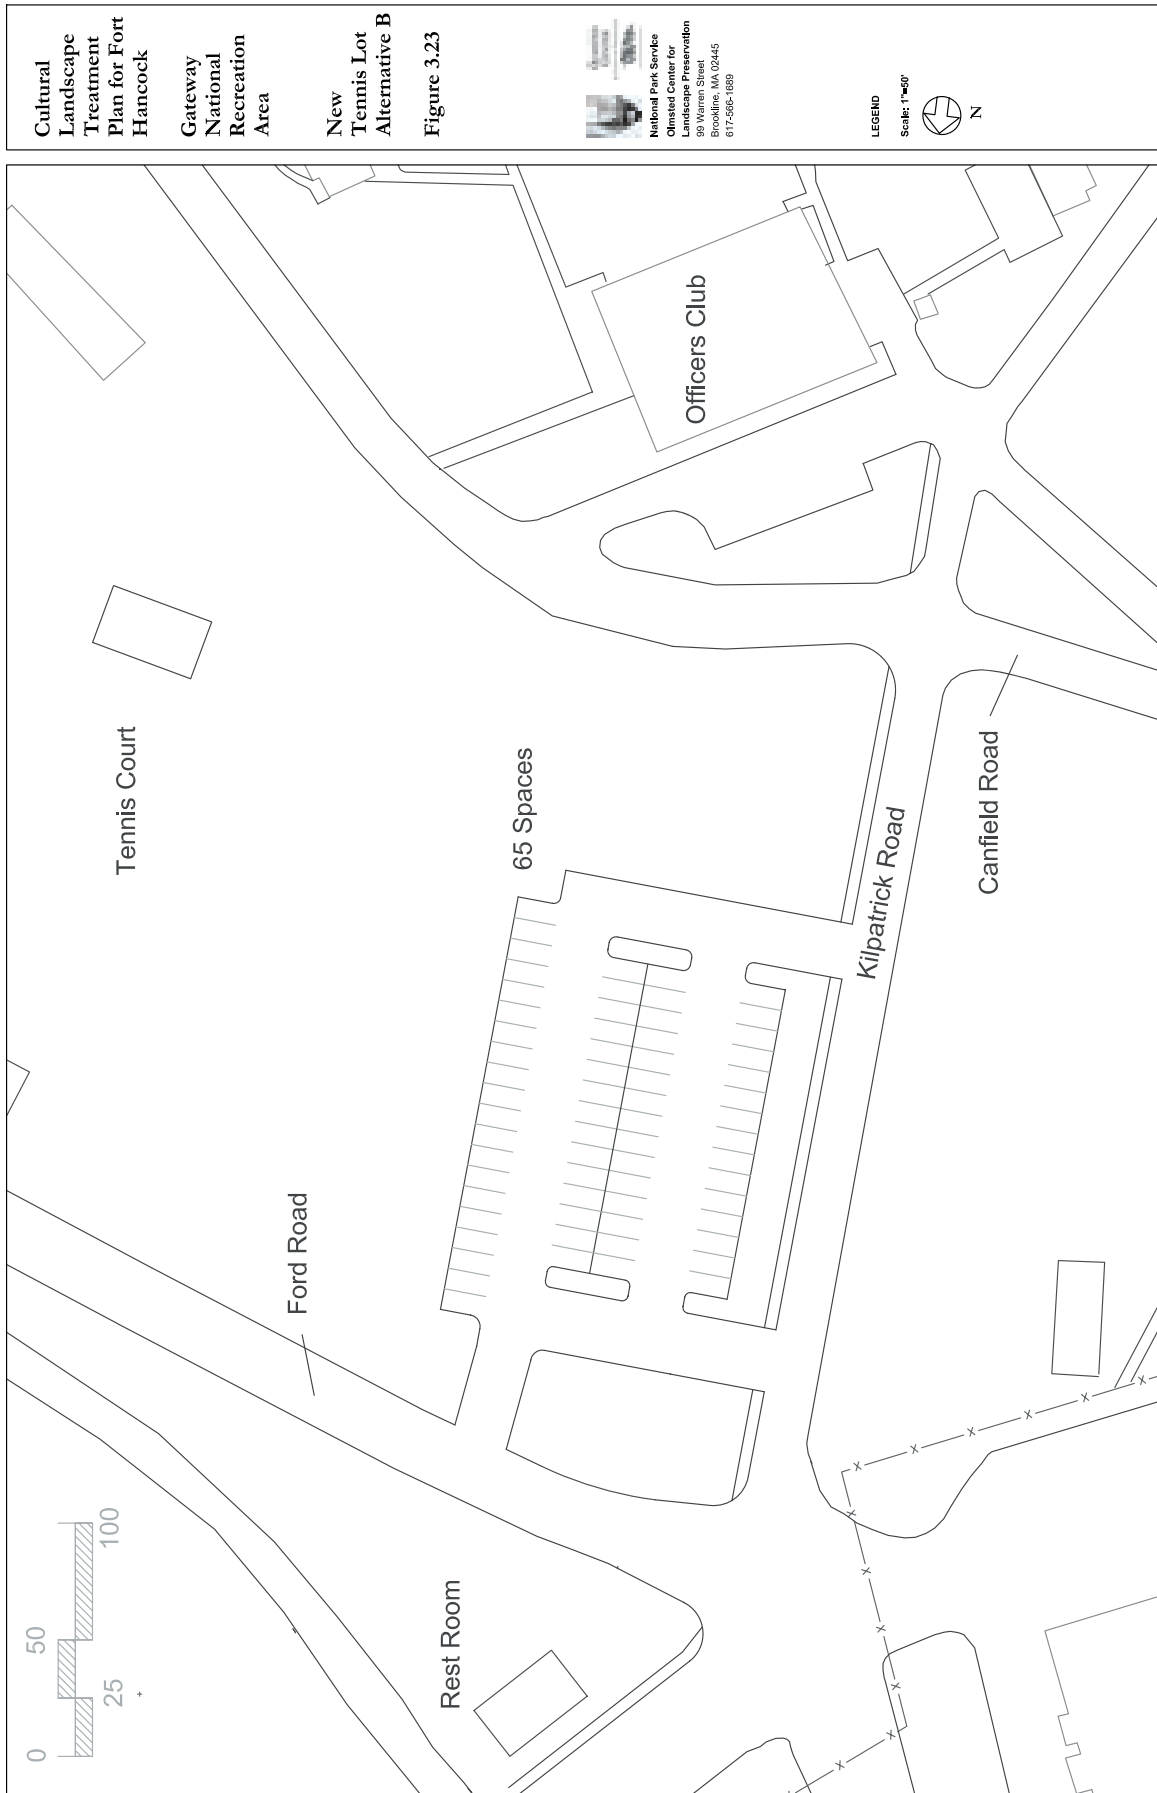 Cultural
Landscape
Treatment
Plan for Fort
Hancock
Gateway
National
Recreation
Area
New
Tennis Lot
Alternative B
Figure 3.23
National Park Service
Olmsted Center for
Landscape Preservation
99 Warren Street
Brookline, MA 02445
617-566-1689
LEGEND
Scale: 1"=50'
N
Tennis Court
65 Spaces
Officers Club
Ford Road
Kilpatrick Road
Canfield Road
Rest Room
0
25
50
100